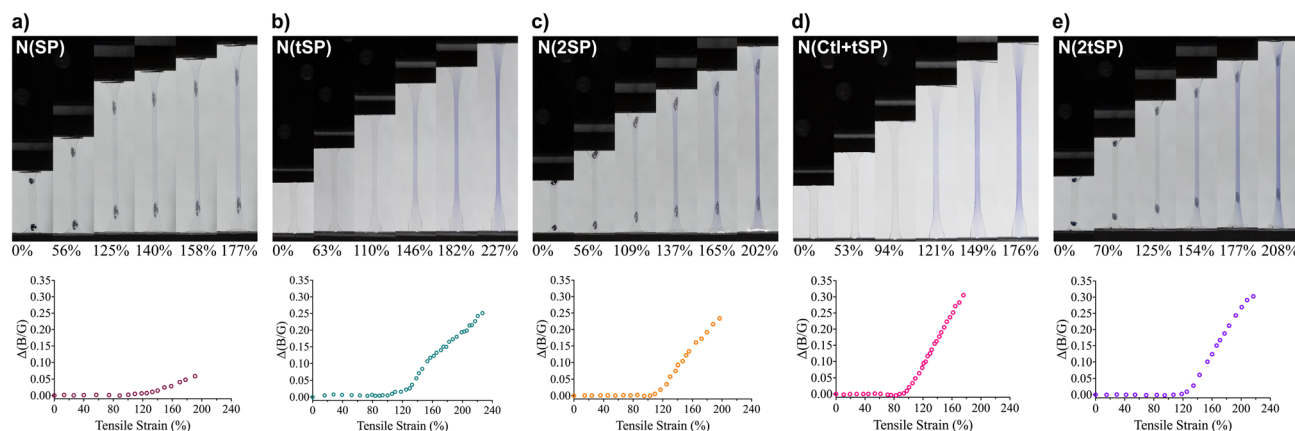 a) b) c) d) e)
N(SP) N(tSP) N(2SP) N(Ctl+tSP) N(2tSP)
0% 56% 125% 140% 158% 177% 0% 63% 110% 146% 182% 227% 0% 56% 109% 137% 165% 202% 0% 53% 94% 121% 149% 176% 0% 70% 125% 154% 177% 208%
0.35 0.35 0.35 0.35 0.35
0.30 0.30 0.30 0.30 0.30
0.25 0.25 0.25 0.25 0.25
0.20 0.20 0.20 0.20 0.20
0.15 0.15 0.15 0.15 0.15
0.10 0.10 0.10 0.10 0.10
0.05 0.05 0.05 0.05 0.05
0.00 0.00 0.00 0.00 0.00
Δ(B/G) Δ(B/G) Δ(B/G) Δ(B/G) Δ(B/G)
0 40 80 120 160 200 240 0 40 80 120 160 200 240 0 40 80 120 160 200 240 0 40 80 120 160 200 240 0 40 80 120 160 200 240
Tensile Strain (%) Tensile Strain (%) Tensile Strain (%) Tensile Strain (%) Tensile Strain (%)